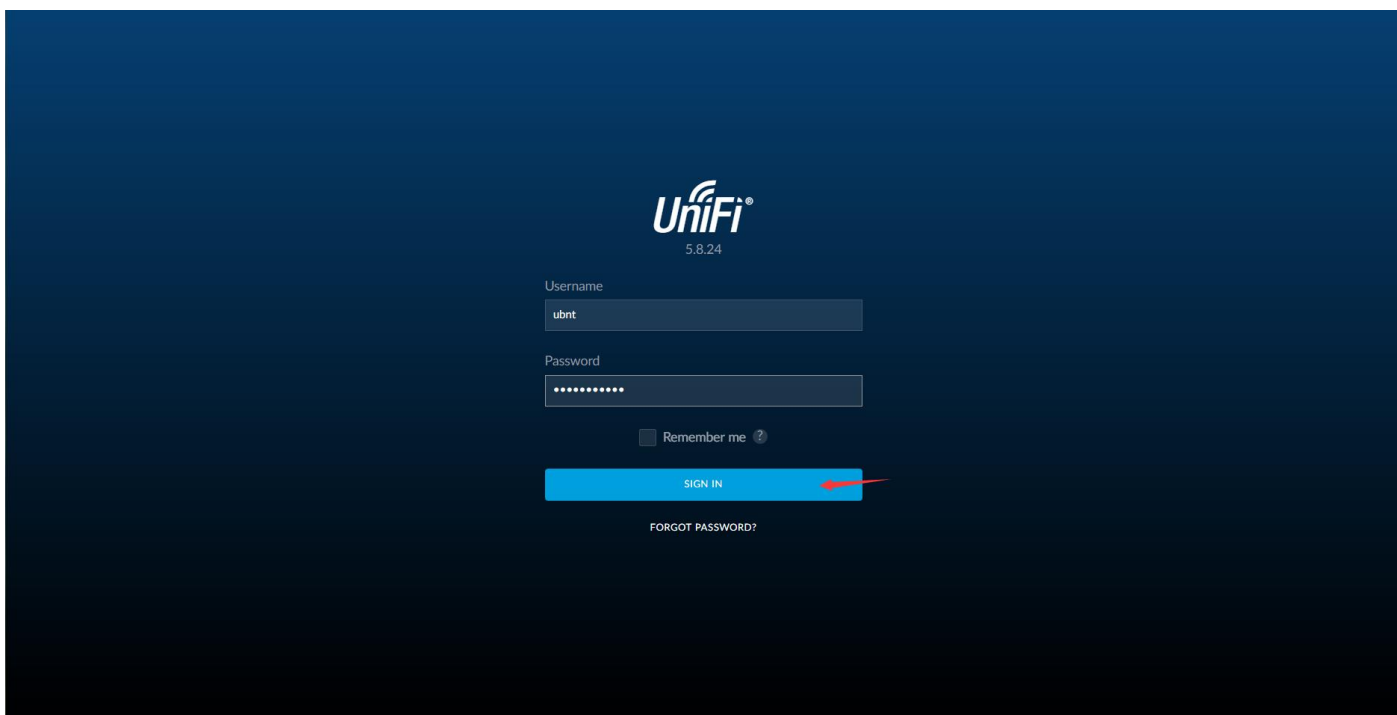 UniFi®
5.8.24
Username
ubnt
Password
•••••••••••
Remember me ?
SIGN IN
FORGOT PASSWORD?